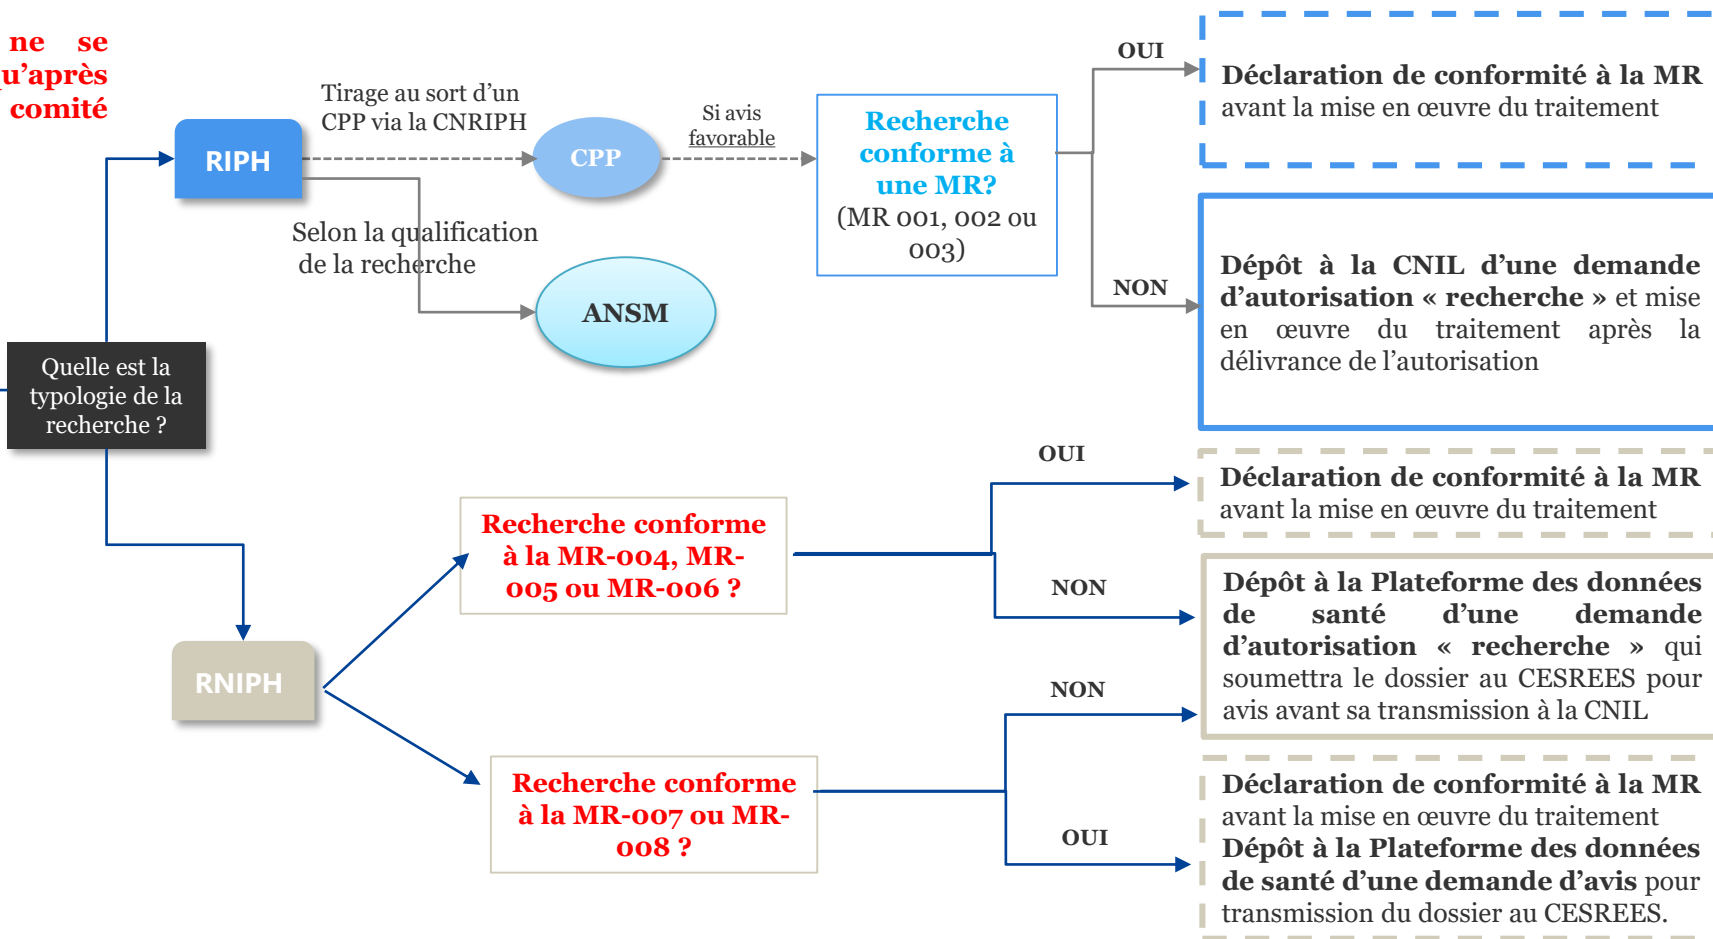 ne se
qu'après
comité
Tirage au sort d'un
CPP via la CNRIPH
RIPH
CPP
Si avis
favorable
Selon la qualification
de la recherche
ANSM
Recherche
conforme à
une MR?
(MR 001, 002 ou
003)
OUI
Déclaration de conformité à la MR
avant la mise en œuvre du traitement
NON
Dépôt à la CNIL d'une demande
d'autorisation « recherche » et mise
en œuvre du traitement après la
délivrance de l'autorisation
Quelle est la
typologie de la
recherche ?
RNIPH
Recherche conforme
à la MR-004, MR-
005 ou MR-006 ?
OUI
Déclaration de conformité à la MR
avant la mise en œuvre du traitement
NON
Dépôt à la Plateforme des données
de santé d'une demande
d'autorisation « recherche » qui
soumettra le dossier au CESREES pour
avis avant sa transmission à la CNIL
NON
Recherche conforme
à la MR-007 ou MR-
008 ?
OUI
Déclaration de conformité à la MR
avant la mise en œuvre du traitement
Dépôt à la Plateforme des données
de santé d'une demande d'avis pour
transmission du dossier au CESREES.